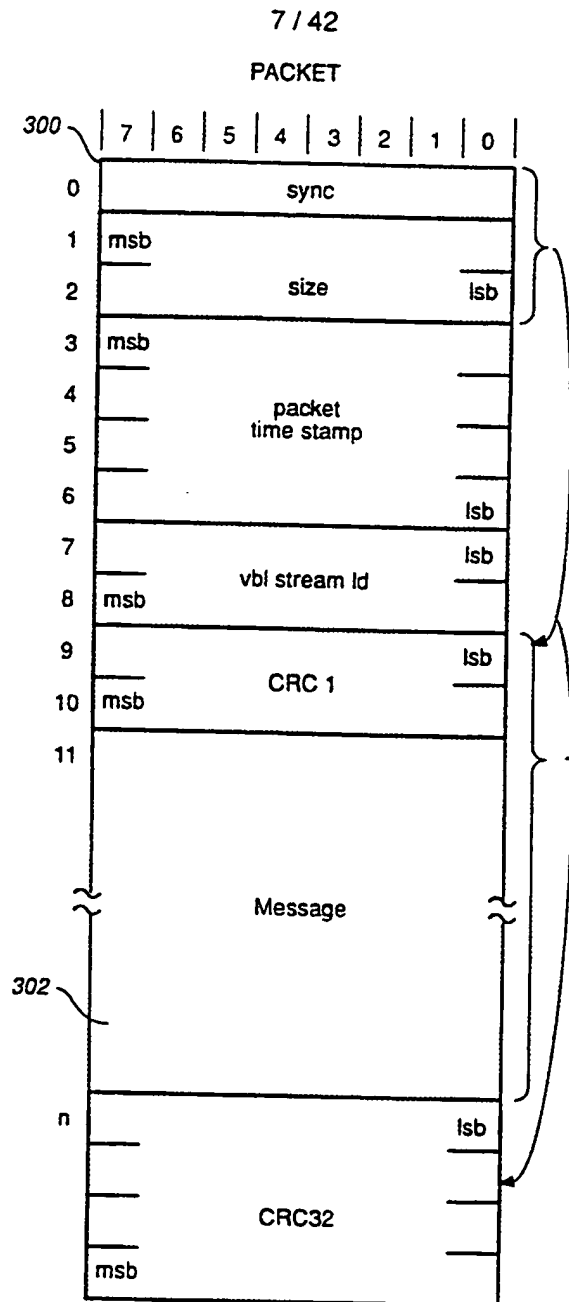 7 / 42
PACKET
300
7 6 5 4 3 2 1 0
0 sync
1 msb
2 size lsb
3 msb
4
packet
time stamp
5
6 lsb
7 lsb
vbl stream Id
8 msb
9 lsb
CRC 1
10 msb
11
Message
302
n lsb
CRC32
msb